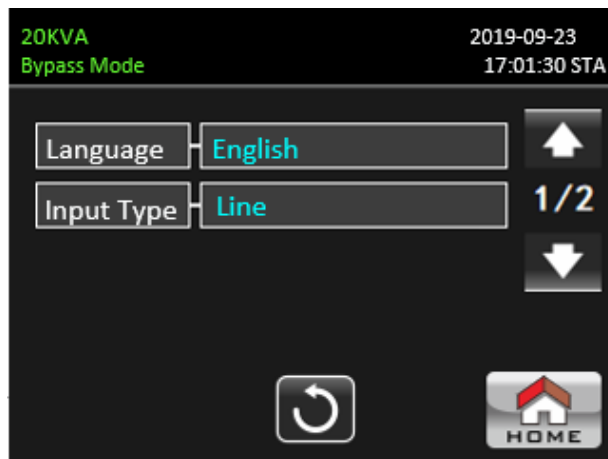 20KVA
2019-09-23
Bypass Mode
17:01:30 STA
Language
English
Input Type
Line
1/2
HOME